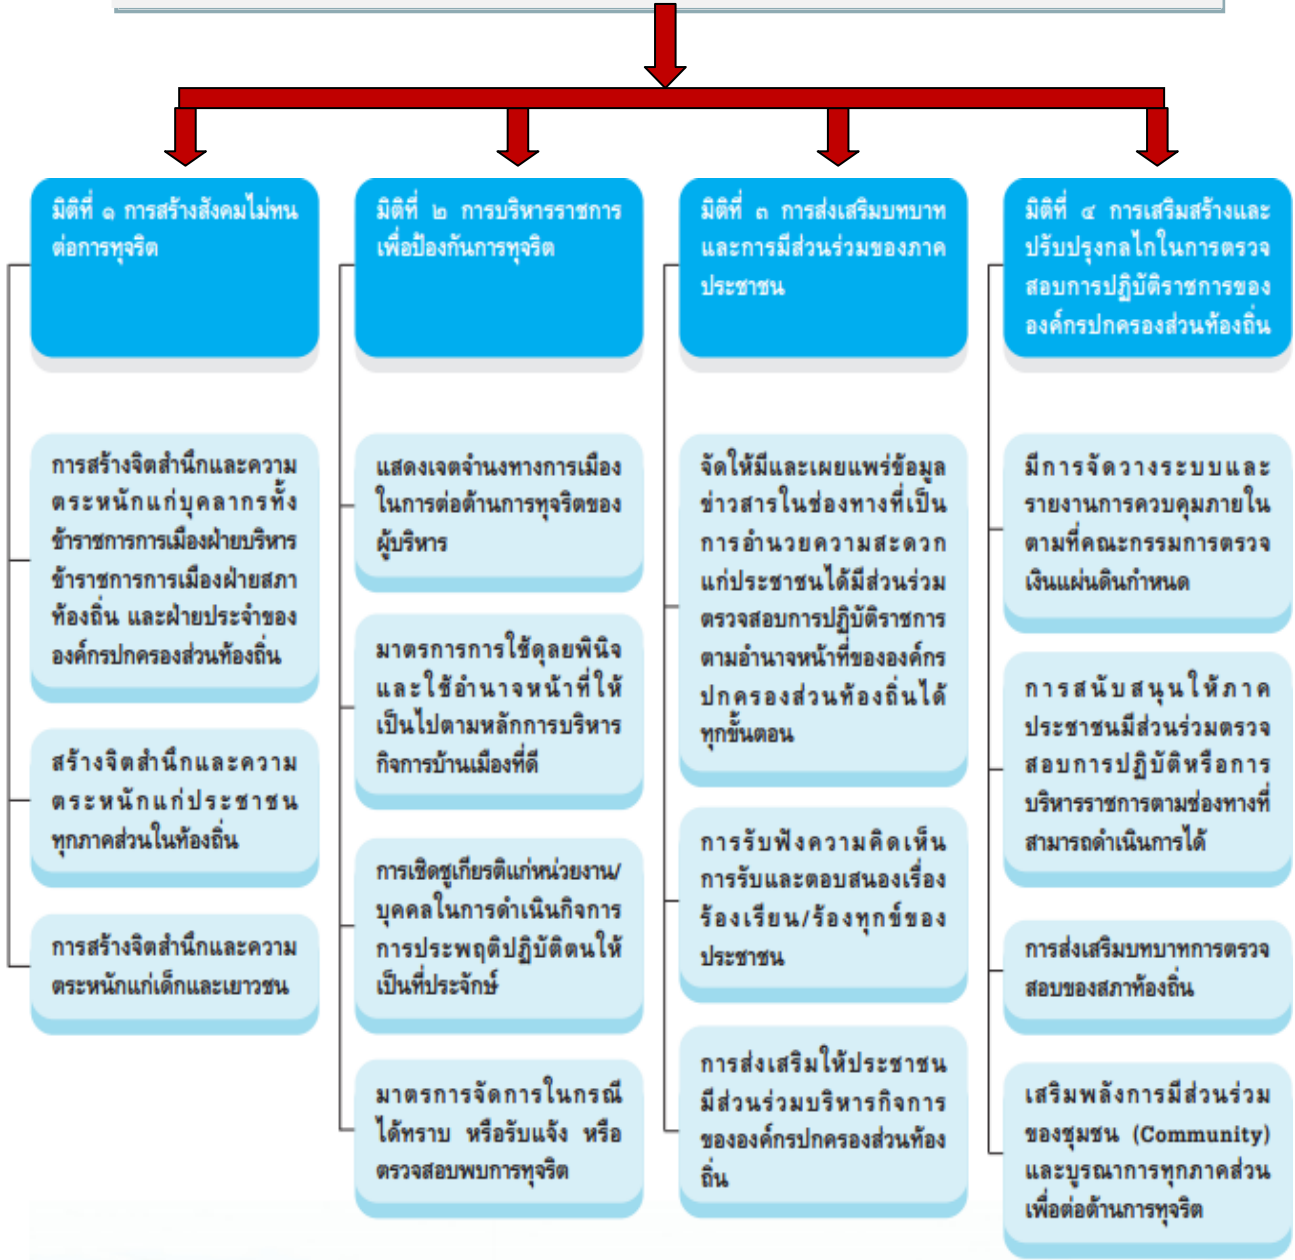 มิติที่ ๑ การสร้างสังคมไม่ทน
ต่อการทุจริต
การสร้างจิตสำนึกและความ
ตระหนักแก่บุคลากรทั้ง
ข้าราชการการเมืองฝ่ายบริหาร
ข้าราชการการเมืองฝ่ายสภา
ท้องถิ่น และฝ่ายประจำของ
องค์กรปกครองส่วนท้องถิ่น
สร้างจิตสำนึกและความ
ตระหนักแก่ประชาชน
ทุกภาคส่วนในท้องถิ่น
การสร้างจิตสำนึกและความ
ตระหนักแก่เด็กและเยาวชน
มิติที่ ๒ การบริหารราชการ
เพื่อป้องกันการทุจริต
แสดงเจตจำนงทางการเมือง
ในการต่อต้านการทุจริตของ
ผู้บริหาร
มาตรการการใช้ดุลยพินิจ
และใช้อำนาจหน้าที่ให้
เป็นไปตามหลักการบริหาร
กิจการบ้านเมืองที่ดี
การเชิดชูเกียรติแก่หน่วยงาน/
บุคคลในการดำเนินกิจการ
การประพฤติปฏิบัติตนให้
เป็นที่ประจักษ์
มาตรการจัดการในกรณี
ได้ทราบ หรือรับแจ้ง หรือ
ตรวจสอบพบการทุจริต
มิติที่ ๓ การส่งเสริมบทบาท
และการมีส่วนร่วมของภาค
ประชาชน
จัดให้มีและเผยแพร่ข้อมูล
ข่าวสารในช่องทางที่เป็น
การอำนวยความสะดวก
แก่ประชาชนได้มีส่วนร่วม
ตรวจสอบการปฏิบัติราชการ
ตามอำนาจหน้าที่ขององค์กร
ปกครองส่วนท้องถิ่นได้
ทุกขั้นตอน
การรับฟังความคิดเห็น
การรับและตอบสนองเรื่อง
ร้องเรียน/ร้องทุกข์ของ
ประชาชน
การส่งเสริมให้ประชาชน
มีส่วนร่วมบริหารกิจการ
ขององค์กรปกครองส่วนท้อง
ถิ่น
มิติที่ ๔ การเสริมสร้างและ
ปรับปรุงกลไกในการตรวจ
สอบการปฏิบัติราชการของ
องค์กรปกครองส่วนท้องถิ่น
มีการจัดวางระบบและ
รายงานการควบคุมภายใน
ตามที่คณะกรรมการตรวจ
เงินแผ่นดินกำหนด
การสนับสนุนให้ภาค
ประชาชนมีส่วนร่วมตรวจ
สอบการปฏิบัติหรือการ
บริหารราชการตามช่องทางที่
สามารถดำเนินการได้
การส่งเสริมบทบาทการตรวจ
สอบของสภาท้องถิ่น
เสริมพลังการมีส่วนร่วม
ของชุมชน (Community)
และบูรณาการทุกภาคส่วน
เพื่อต่อต้านการทุจริต